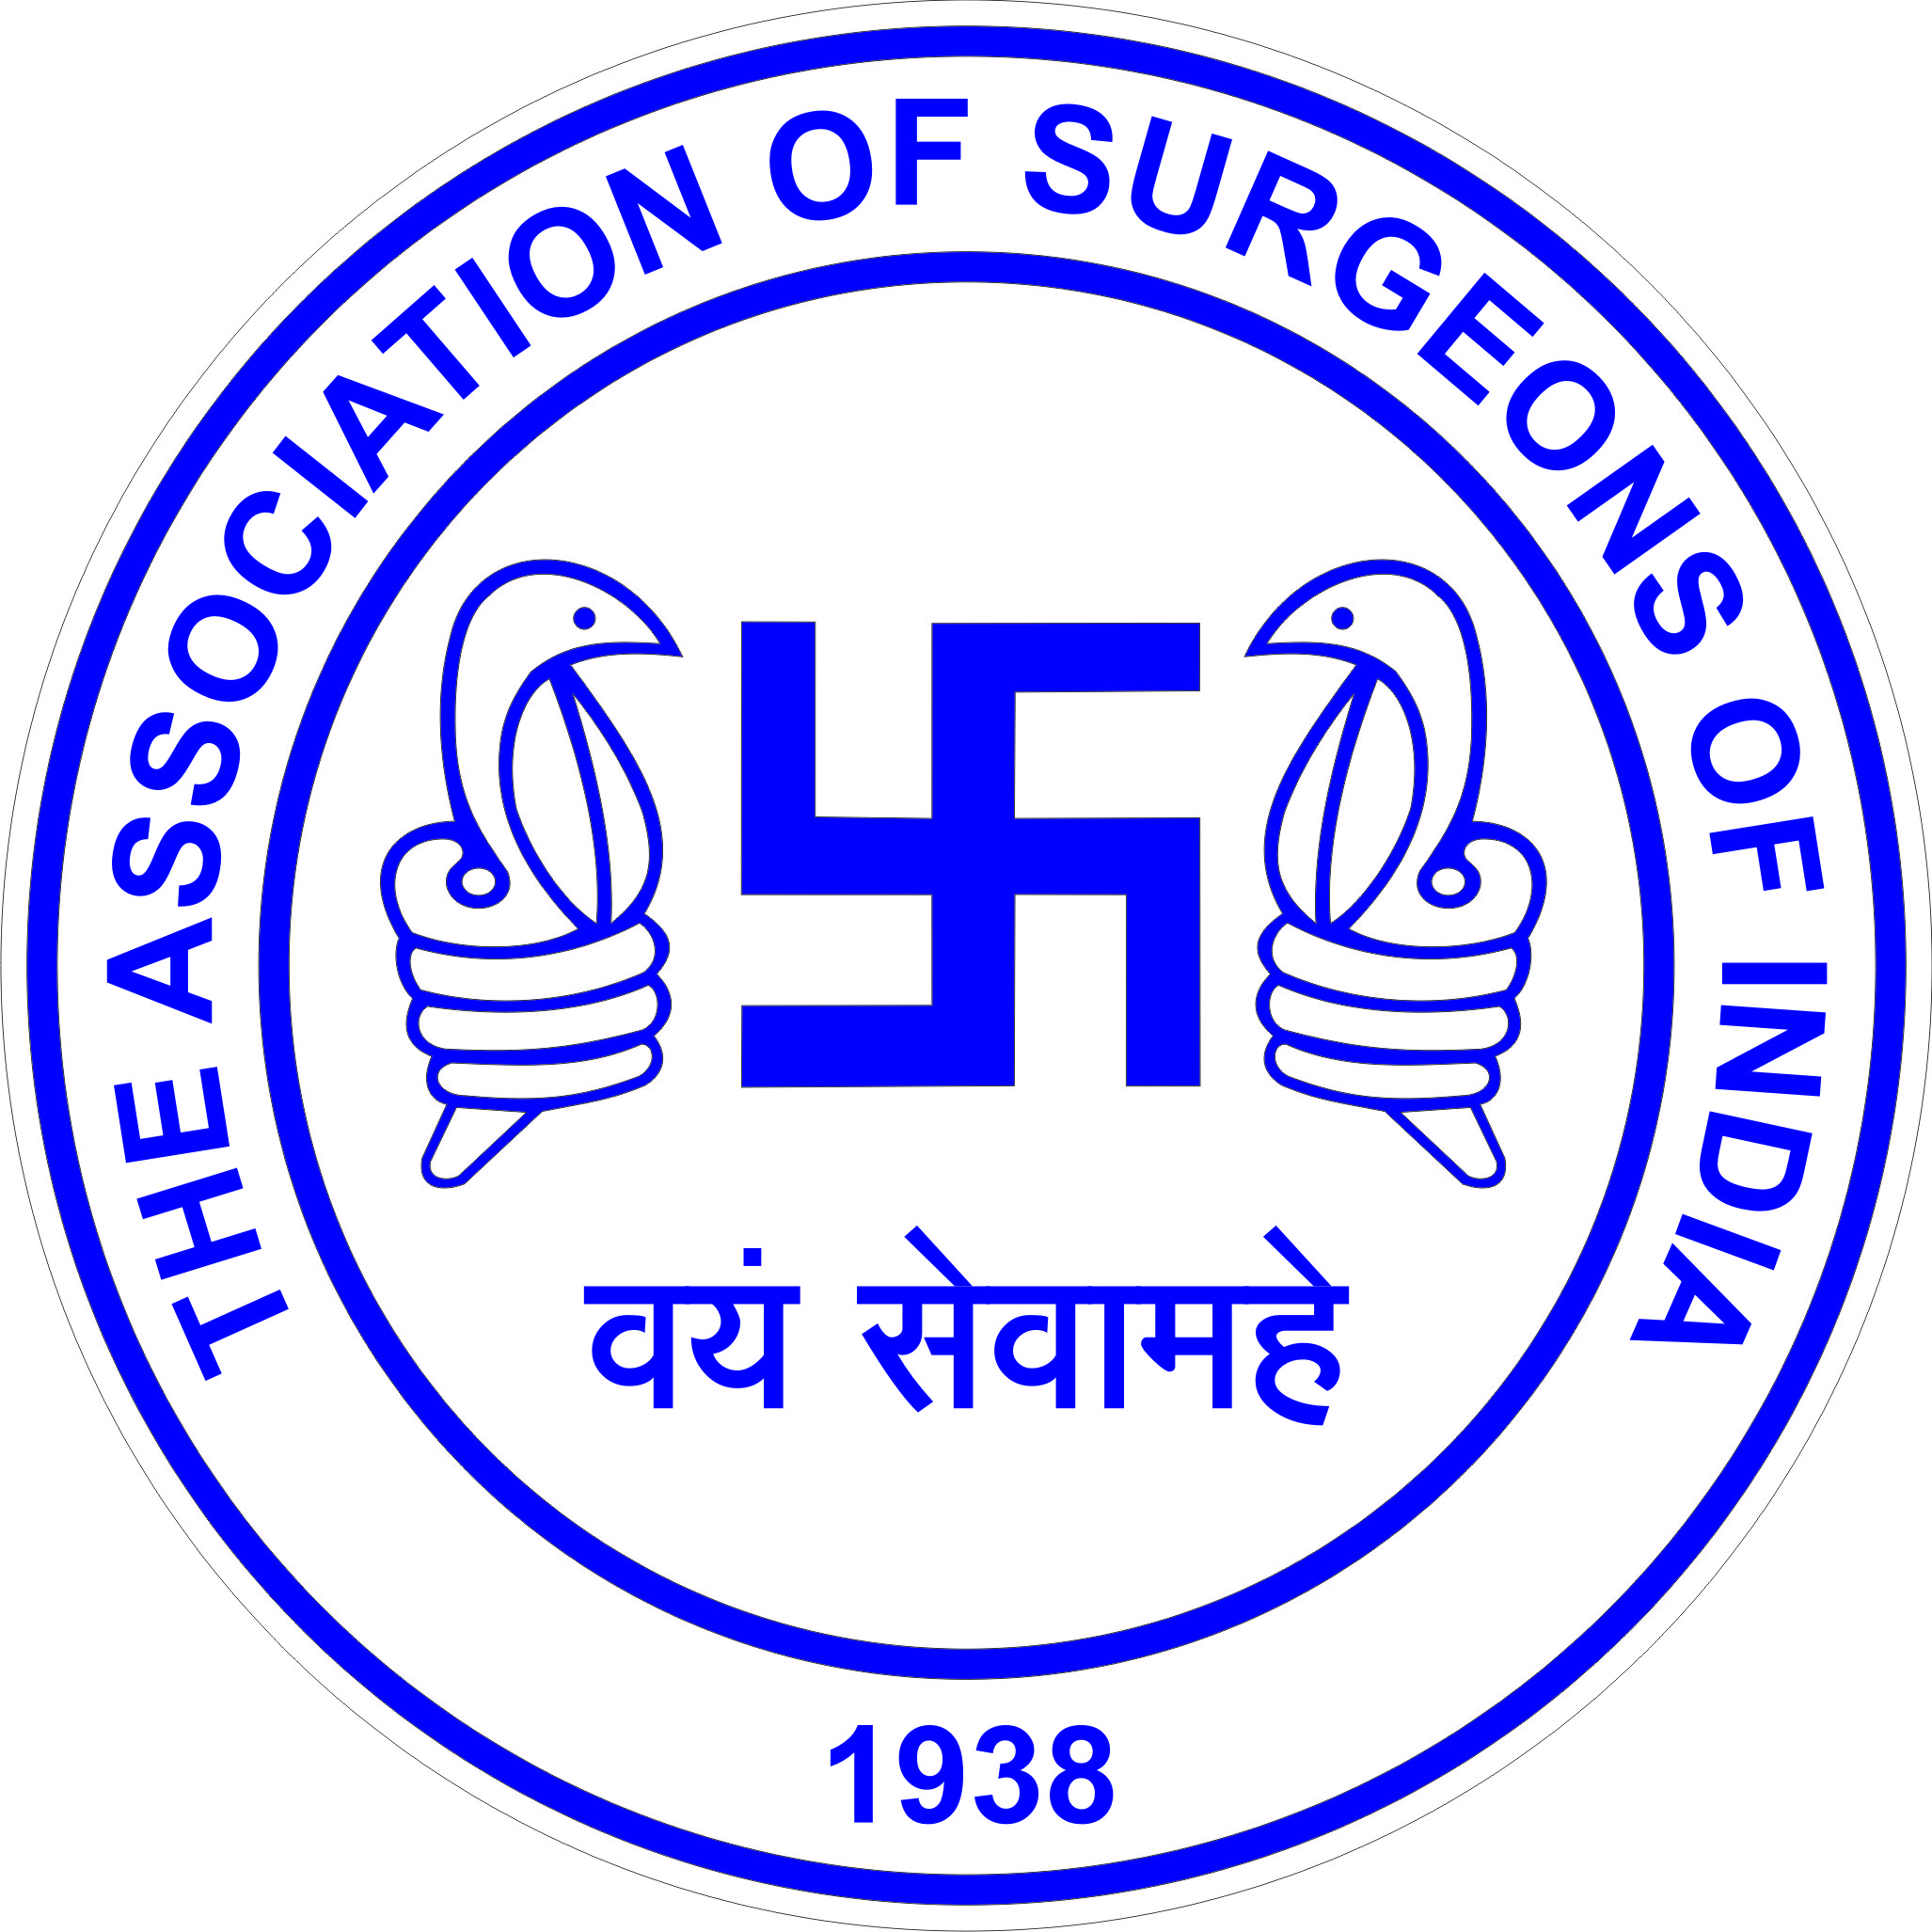 THE ASSOCIATION OF SURGEONS OF INDIA
वयं सेवामहे
1938